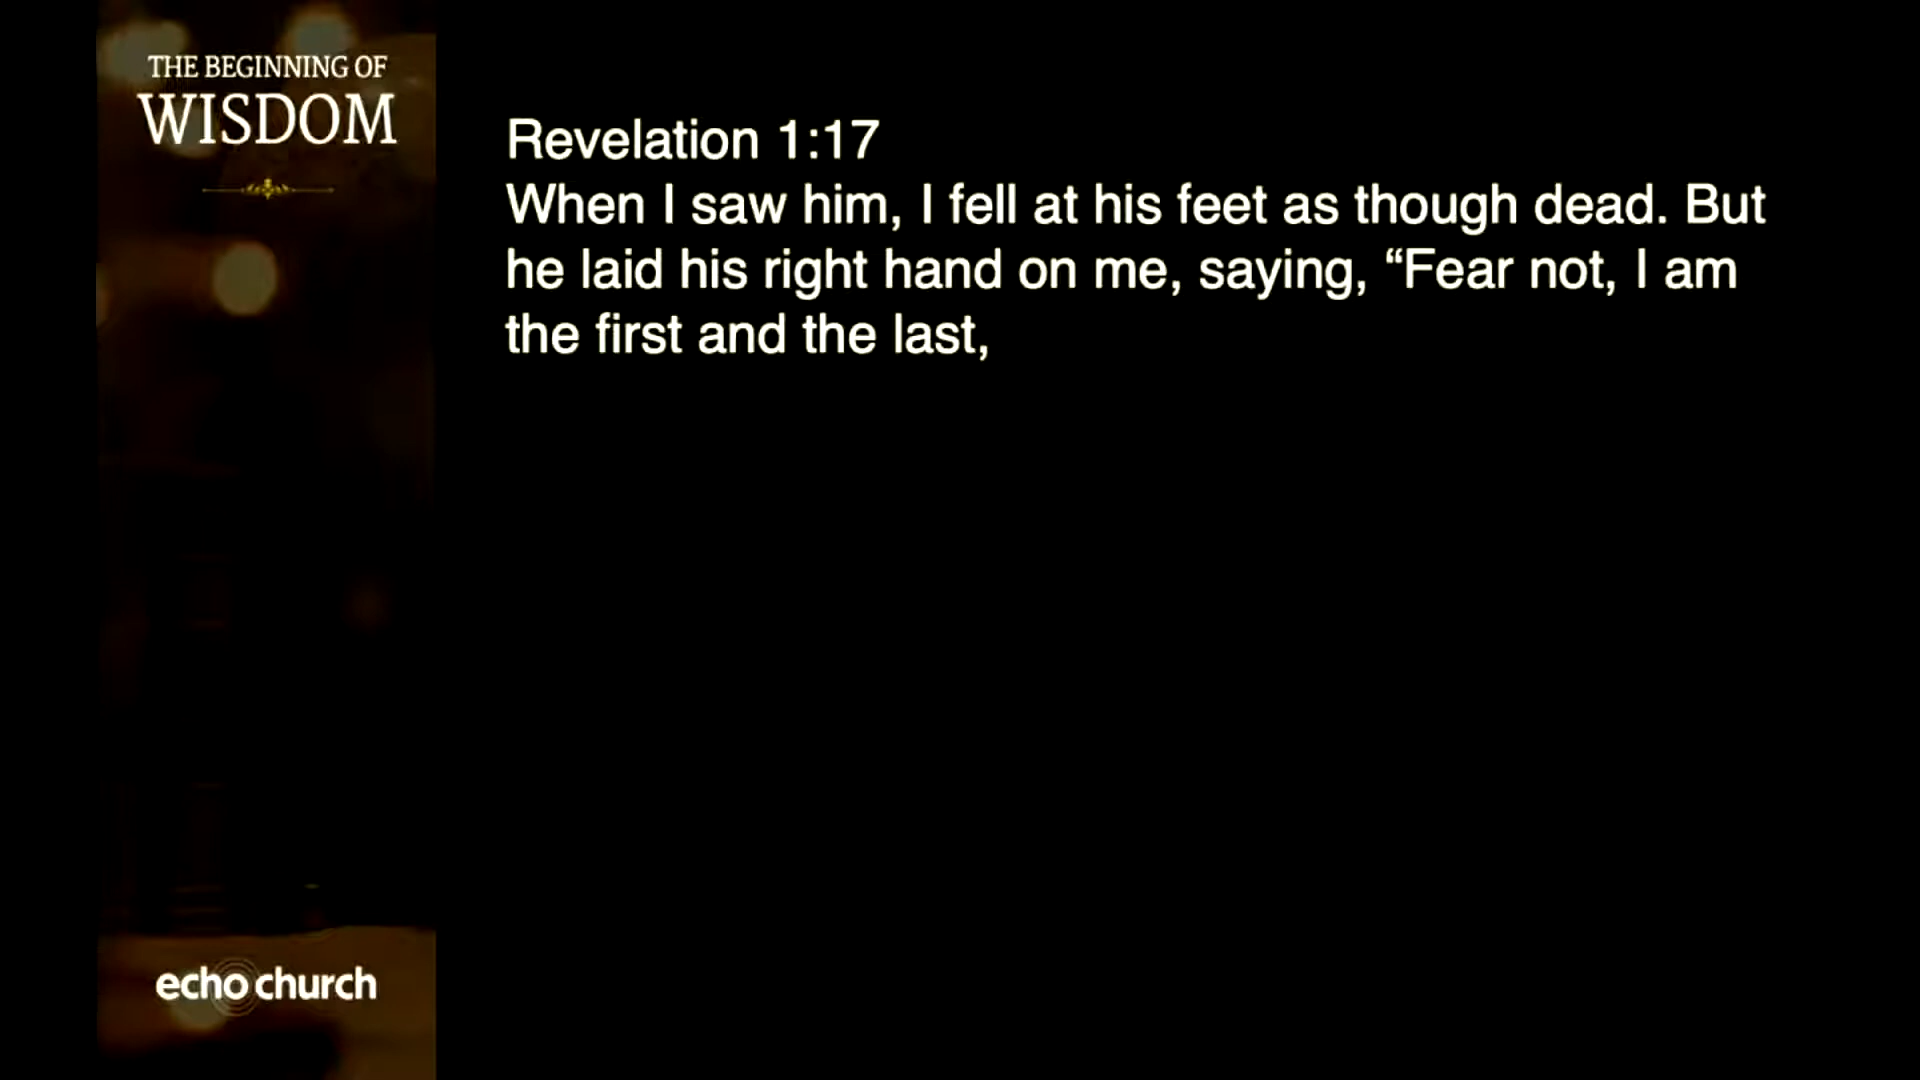 THE BEGINNING OF
WISDOM
Revelation 1:17
When I saw him, I fell at his feet as though dead. But
he laid his right hand on me, saying, “Fear not, I am
the first and the last,
echo church